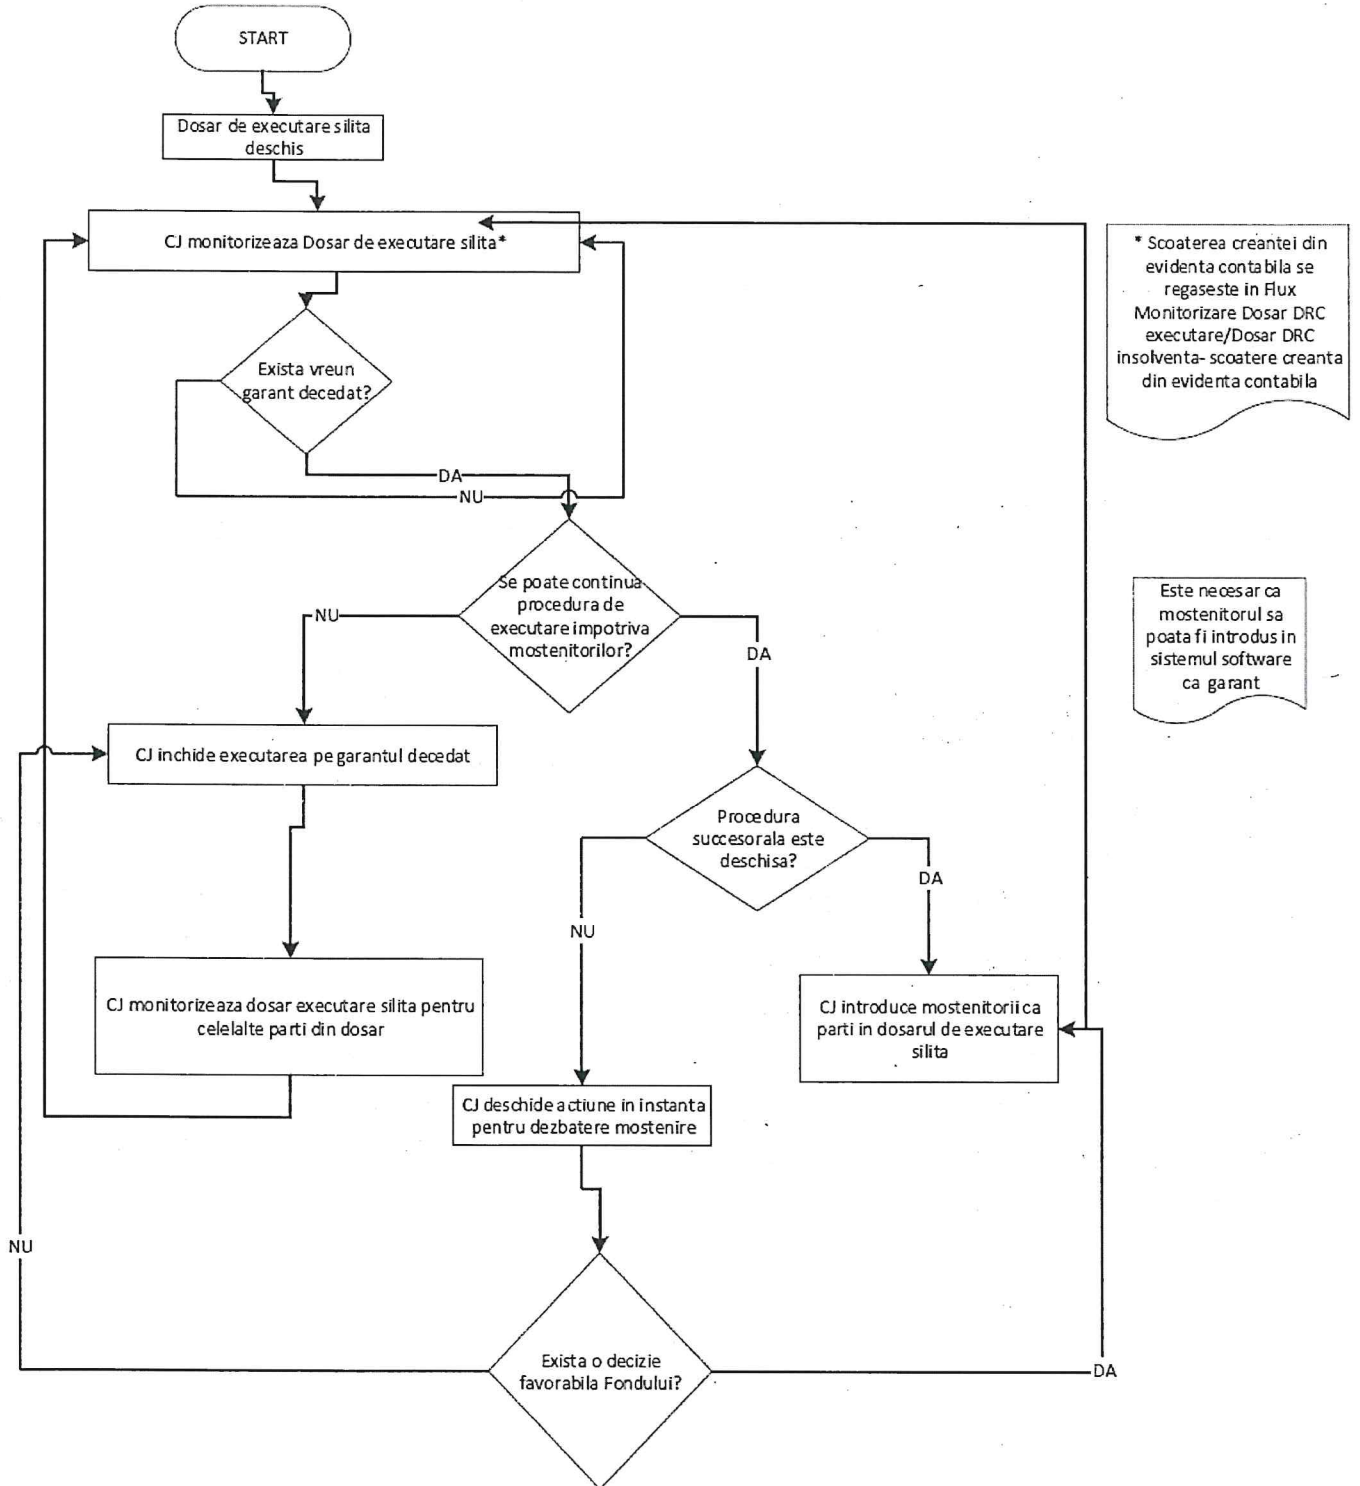 START
Dosar de executare silita
deschis
CJ monitorizeaza Dosar de executare silita*
* Scoaterea creantei din
evidenta contabila se
regaseste in Flux
Monitorizare Dosar DRC
executare/Dosar DRC
insolventa- scoatere creanta
din evidenta contabila
Exista vreun
garant decedat?
DA
NU
Se poate continua
procedura de
executare impotriva
mostenitorilor?
NU
DA
Este necesar ca
mostenitorul sa
poata fi introdus in
sistemul software
ca garant
CJ inchide executarea pe garantul decedat
Procedura
succesorala este
deschisa?
DA
NU
CJ monitorizeaza dosar executare silita pentru
celelalte parti din dosar
CJ introduce mostenitorii ca
parti in dosarul de executare
silita
CJ deschide actiune in instanta
pentru dezbatere mostenire
NU
Exista o decizie
favorabila Fondului?
DA